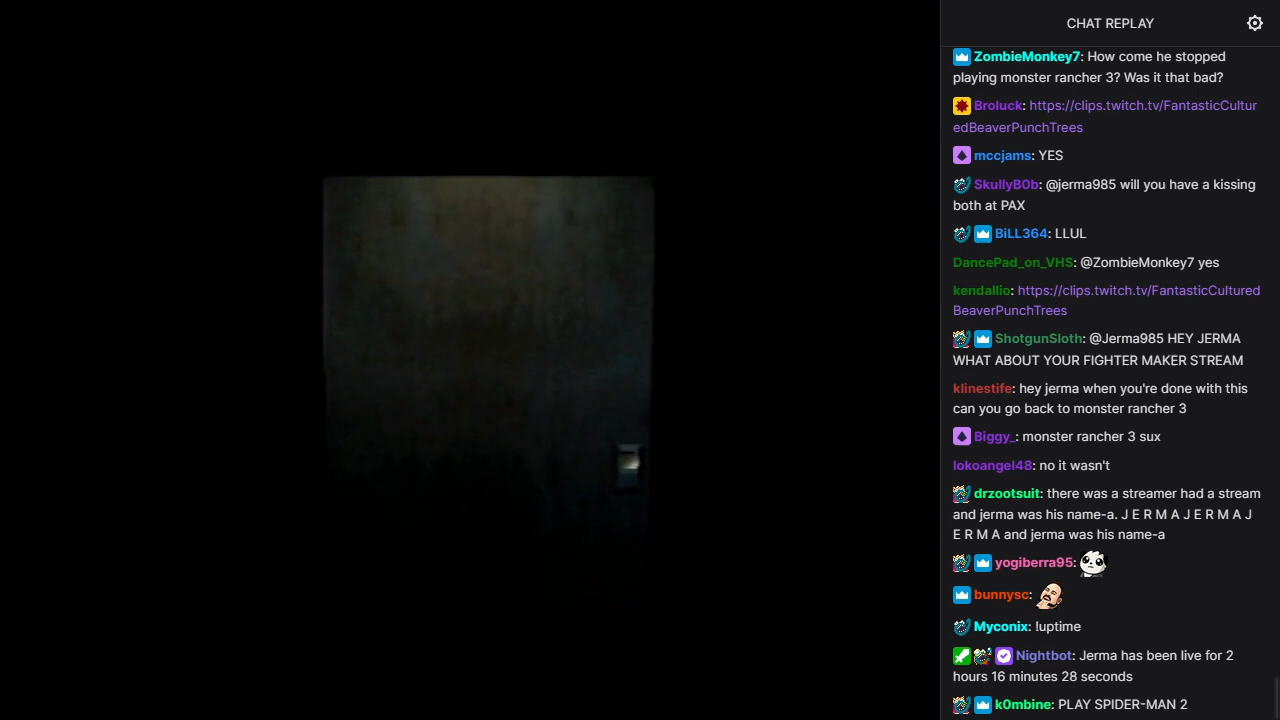 CHAT REPLAY
ZombieMonkey7: How come he stopped
playing monster rancher 3? Was it that bad?
Broluck: https://clips.twitch.tv/FantasticCultur
edBeaverPunchTrees
mccjams: YES
SkullyB0b: @jerma985 will you have a kissing
both at PAX
BiLL364: LLUL
DancePad_on_VHS: @ZombieMonkey7 yes
kendallio: https://clips.twitch.tv/FantasticCultured
BeaverPunchTrees
ShotgunSloth: @Jerma985 HEY JERMA
WHAT ABOUT YOUR FIGHTER MAKER STREAM
klinestife: hey jerma when you're done with this
can you go back to monster rancher 3
Biggy_: monster rancher 3 sux
lokoangel48: no it wasn't
drzootsuit: there was a streamer had a stream
and jerma was his name-a. J E R M A J E R M A J
E R M A and jerma was his name-a
yogiberra95:
bunnysc:
Myconix: !uptime
Nightbot: Jerma has been live for 2
hours 16 minutes 28 seconds
k0mbine: PLAY SPIDER-MAN 2